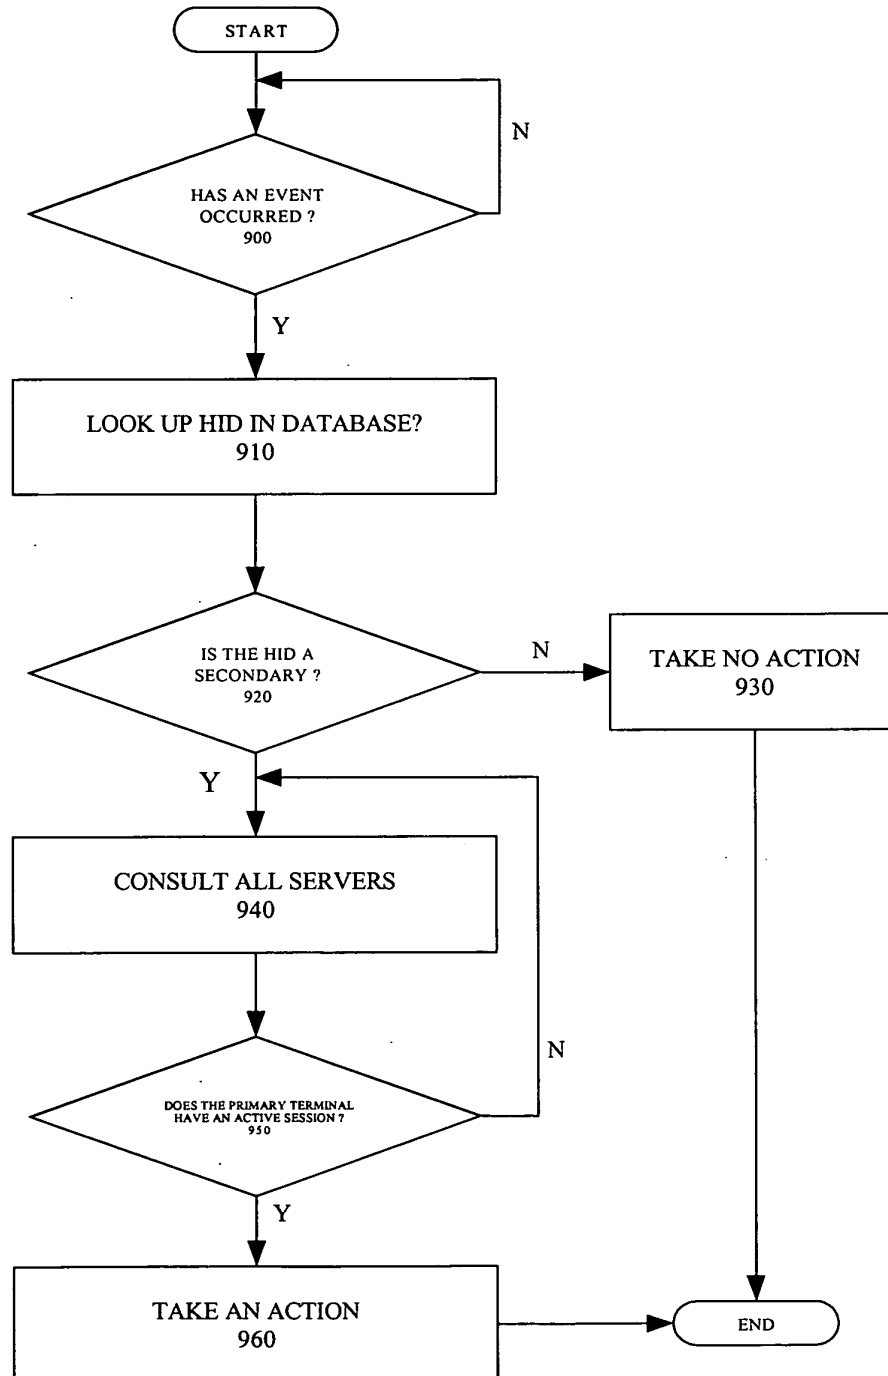 START
N
HAS AN EVENT
OCCURRED ?
900
Y
LOOK UP HID IN DATABASE?
910
IS THE HID A
SECONDARY ?
920
N
TAKE NO ACTION
930
Y
CONSULT ALL SERVERS
940
N
DOES THE PRIMARY TERMINAL
HAVE AN ACTIVE SESSION ?
950
Y
TAKE AN ACTION
960
END